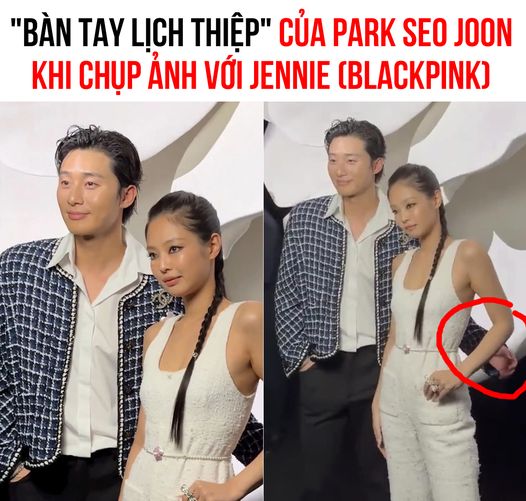 "BÀN TAY LỊCH THIỆP" CỦA PARK SEO JOON
KHI CHỤP ẢNH VỚI JENNIE (BLACKPINK)